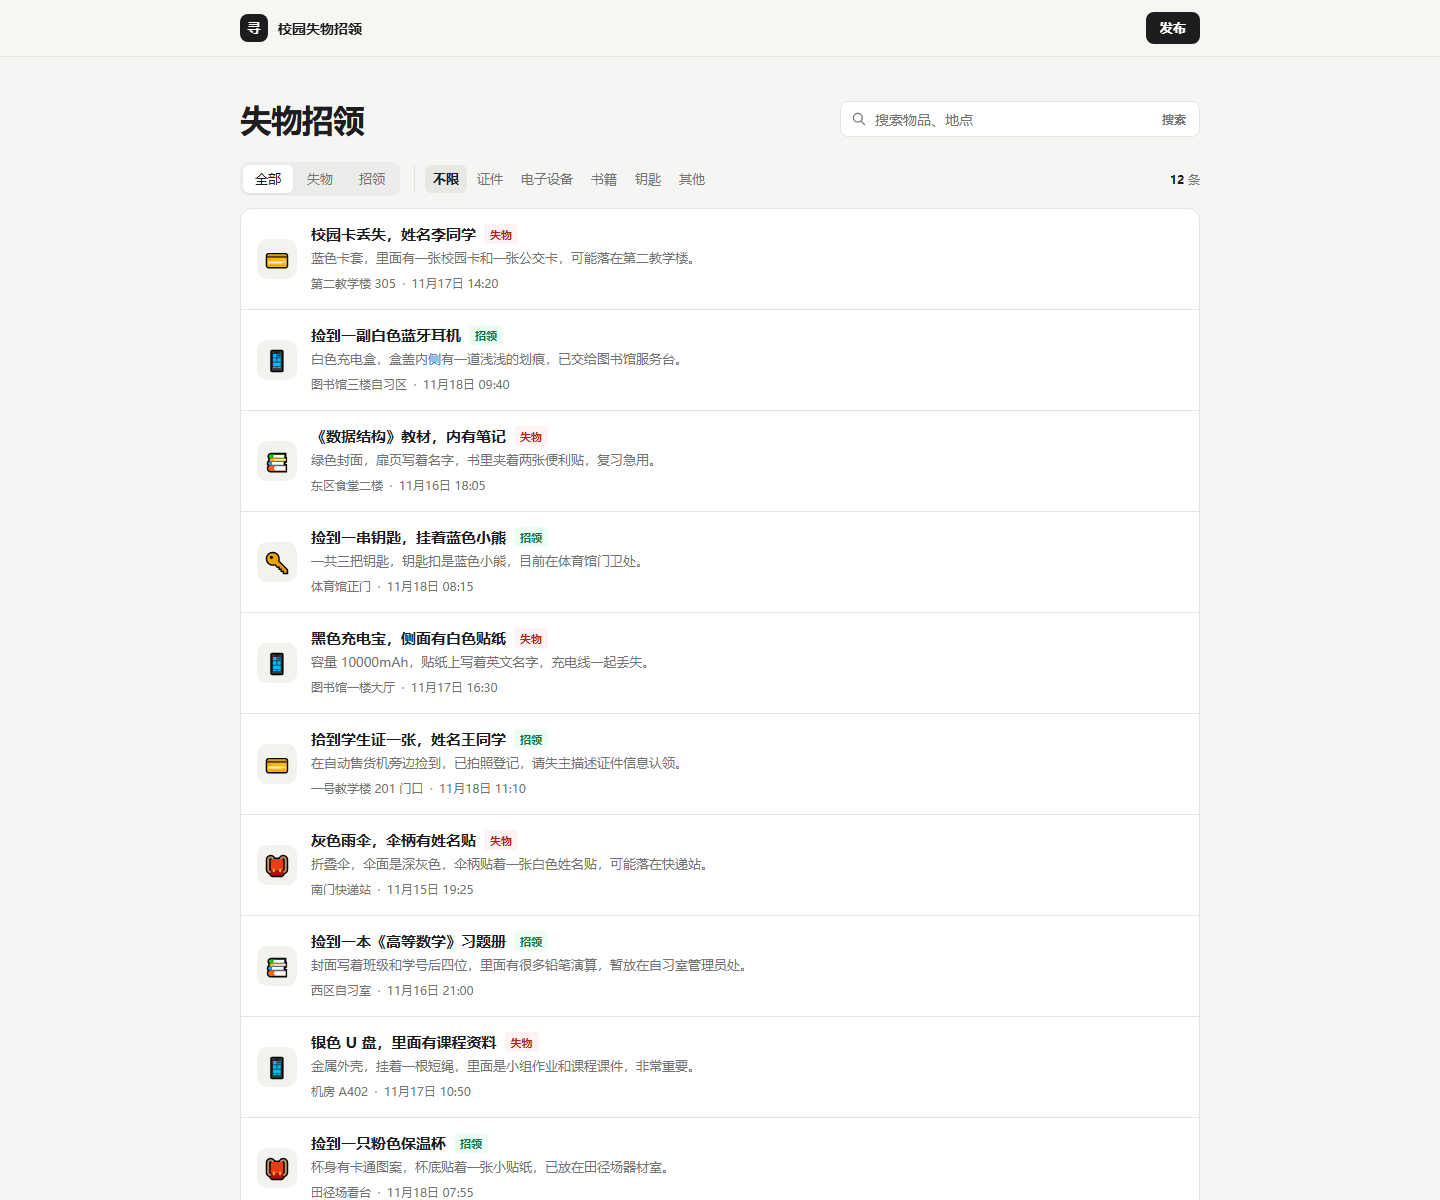 寻 校园失物招领 发布
失物招领 搜索物品、地点 搜索
全部 失物 招领 不限 证件 电子设备 书籍 钥匙 其他 12 条
校园卡丢失，姓名李同学 失物
蓝色卡套，里面有一张校园卡和一张公交卡，可能落在第二教学楼。
第二教学楼 305 · 11月17日 14:20
捡到一副白色蓝牙耳机 招领
白色充电盒，盒盖内侧有一道浅浅的划痕，已交给图书馆服务台。
图书馆三楼自习区 · 11月18日 09:40
《数据结构》教材，内有笔记 失物
绿色封面，扉页写着名字，书里夹着两张便利贴，复习急用。
东区食堂二楼 · 11月16日 18:05
捡到一串钥匙，挂着蓝色小熊 招领
一共三把钥匙，钥匙扣是蓝色小熊，目前在体育馆门卫处。
体育馆正门 · 11月18日 08:15
黑色充电宝，侧面有白色贴纸 失物
容量 10000mAh，贴纸上写着英文名字，充电线一起丢失。
图书馆一楼大厅 · 11月17日 16:30
拾到学生证一张，姓名王同学 招领
在自动售货机旁边捡到，已拍照登记，请失主描述证件信息认领。
一号教学楼 201 门口 · 11月18日 11:10
灰色雨伞，伞柄有姓名贴 失物
折叠伞，伞面是深灰色，伞柄贴着一张白色姓名贴，可能落在快递站。
南门快递站 · 11月15日 19:25
捡到一本《高等数学》习题册 招领
封面写着班级和学号后四位，里面有很多铅笔演算，暂放在自习室管理员处。
西区自习室 · 11月16日 21:00
银色 U 盘，里面有课程资料 失物
金属外壳，挂着一根短绳，里面是小组作业和课程课件，非常重要。
机房 A402 · 11月17日 10:50
捡到一只粉色保温杯 招领
杯身有卡通图案，杯底贴着一张小贴纸，已放在田径场器材室。
田径场看台 · 11月18日 07:55